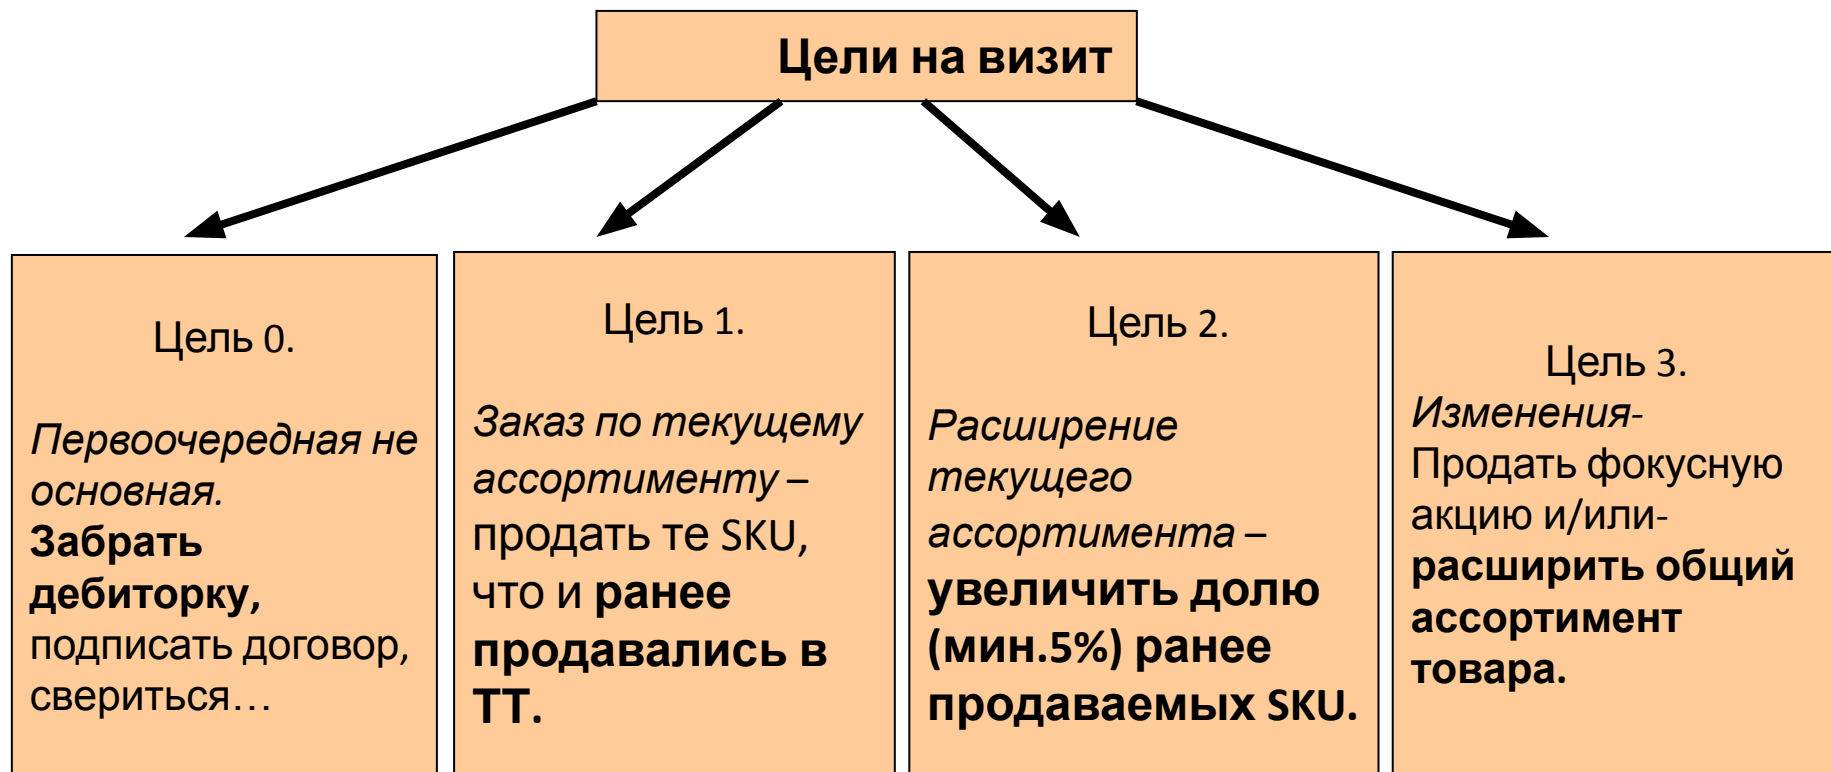 Цели на визит
Цель 0.
Первоочередная не
основная.
Забрать
дебиторку,
подписать договор,
свериться…
Цель 1.
Заказ по текущему
ассортименту –
продать те SKU,
что и ранее
продавались в
ТТ.
Цель 2.
Расширение
текущего
ассортимента –
увеличить долю
(мин.5%) ранее
продаваемых SKU.
Цель 3.
Изменения-
Продать фокусную
акцию и/или-
расширить общий
ассортимент
товара.